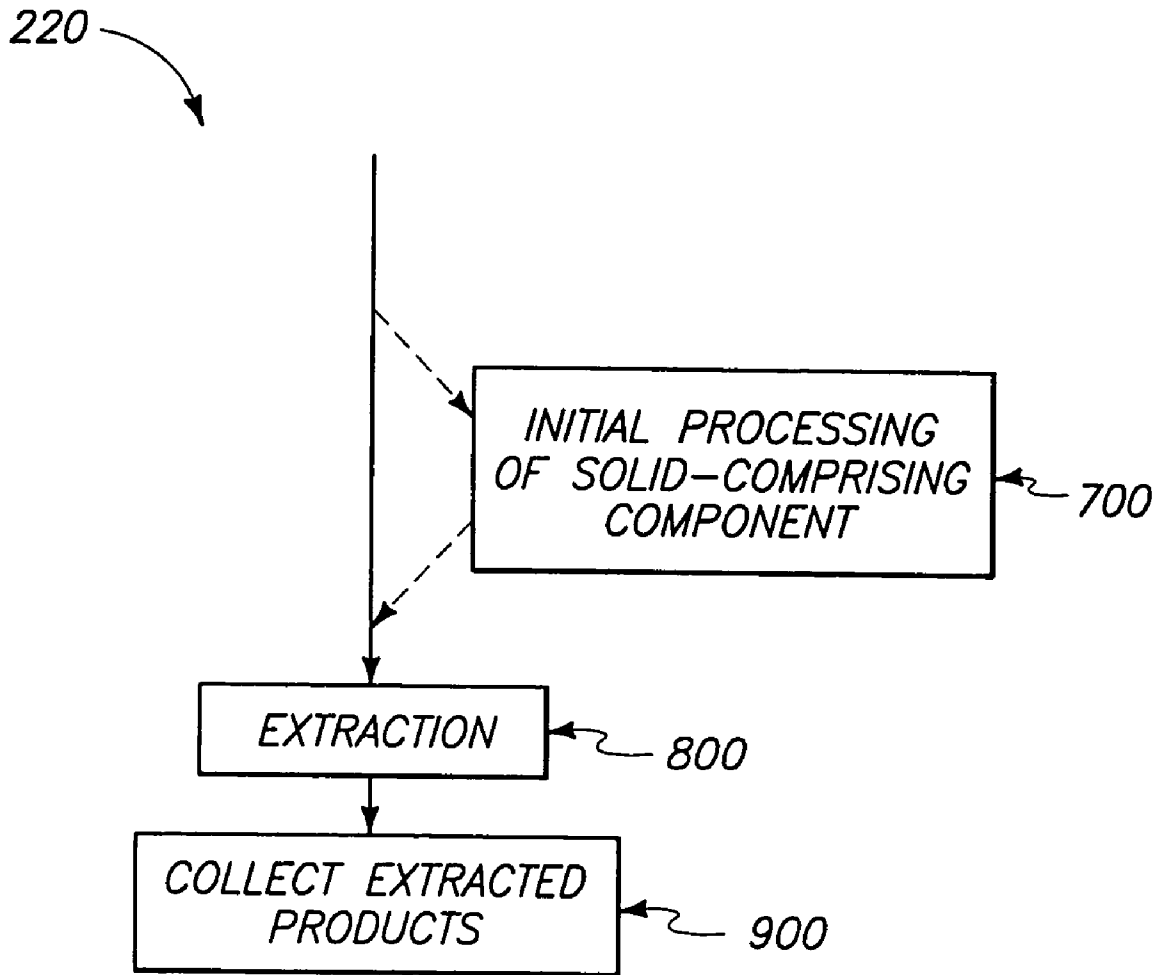 220
INITIAL PROCESSING
OF SOLID-COMPRISING
COMPONENT
700
EXTRACTION
800
COLLECT EXTRACTED
PRODUCTS
900